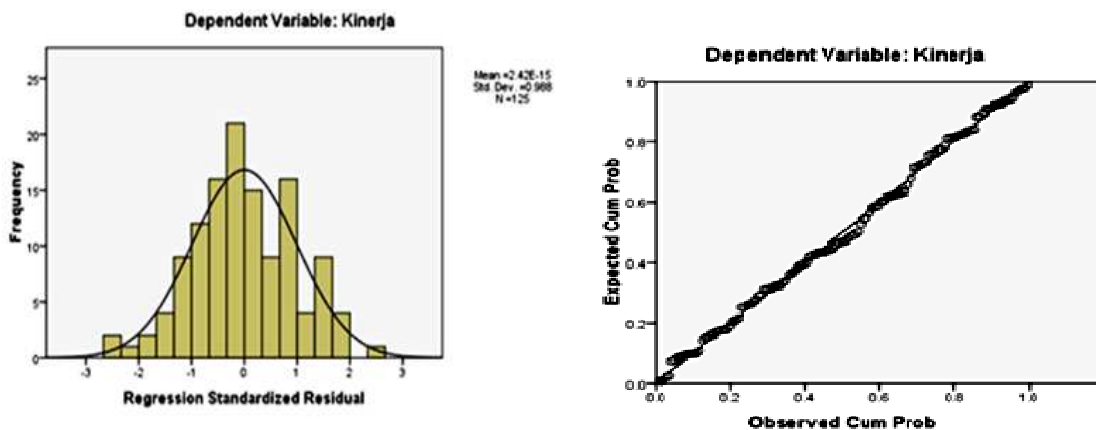 Dependent Variable: Kinerja
25
20
15
10
5
0
Frequency
-3 -2 -1 0 1 2 3
Regression Standardized Residual
Mean =2.42E-15
Std. Dev. =0.988
N =125
Dependent Variable: Kinerja
1.0
0.8
0.6
0.4
0.2
0.0
Expected Cum Prob
0.0 0.2 0.4 0.6 0.8 1.0
Observed Cum Prob